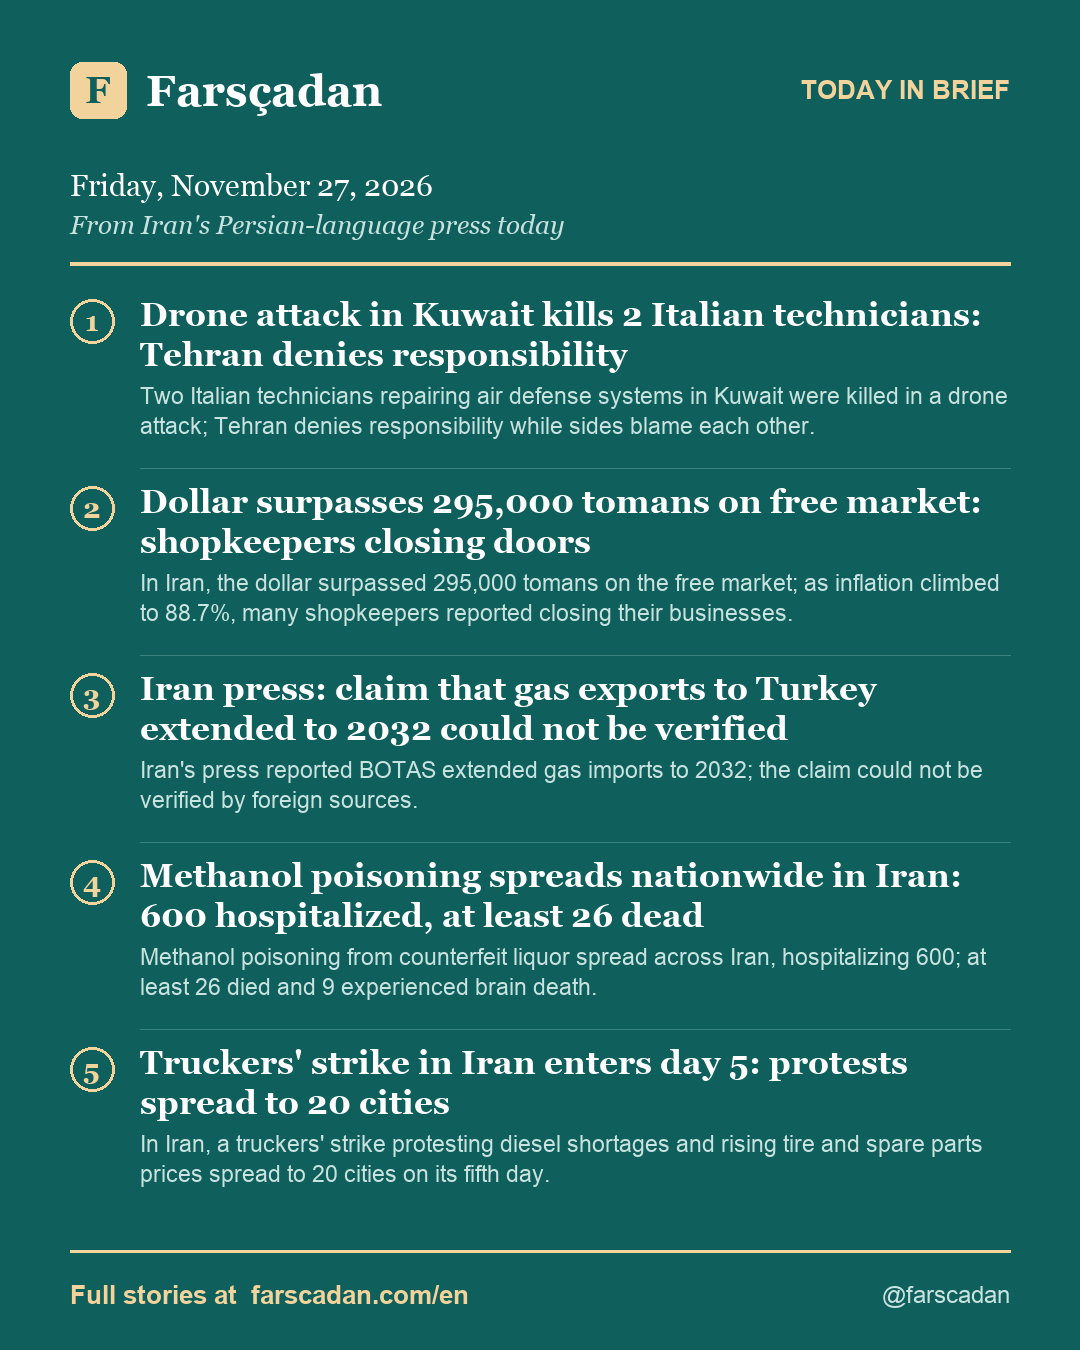 F Farsçadan
TODAY IN BRIEF
Friday, November 27, 2026
From Iran's Persian-language press today
1
Drone attack in Kuwait kills 2 Italian technicians:
Tehran denies responsibility
Two Italian technicians repairing air defense systems in Kuwait were killed in a drone
attack; Tehran denies responsibility while sides blame each other.
2
Dollar surpasses 295,000 tomans on free market:
shopkeepers closing doors
In Iran, the dollar surpassed 295,000 tomans on the free market; as inflation climbed
to 88.7%, many shopkeepers reported closing their businesses.
3
Iran press: claim that gas exports to Turkey
extended to 2032 could not be verified
Iran's press reported BOTAS extended gas imports to 2032; the claim could not be
verified by foreign sources.
4
Methanol poisoning spreads nationwide in Iran:
600 hospitalized, at least 26 dead
Methanol poisoning from counterfeit liquor spread across Iran, hospitalizing 600; at
least 26 died and 9 experienced brain death.
5
Truckers' strike in Iran enters day 5: protests
spread to 20 cities
In Iran, a truckers' strike protesting diesel shortages and rising tire and spare parts
prices spread to 20 cities on its fifth day.
Full stories at farscadan.com/en
@farscadan